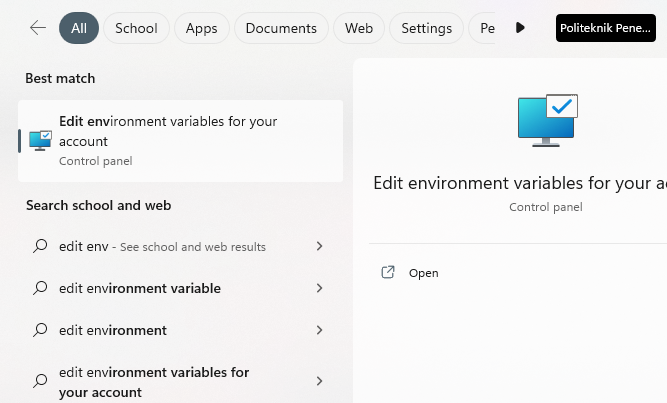 All School Apps Documents Web Settings Pe Politeknik Pene...
Best match
Edit environment variables for your
account
Control panel
Search school and web
edit env - See school and web results
edit environment variable
edit environment
edit environment variables for
your account
Edit environment variables for your a
Control panel
Open